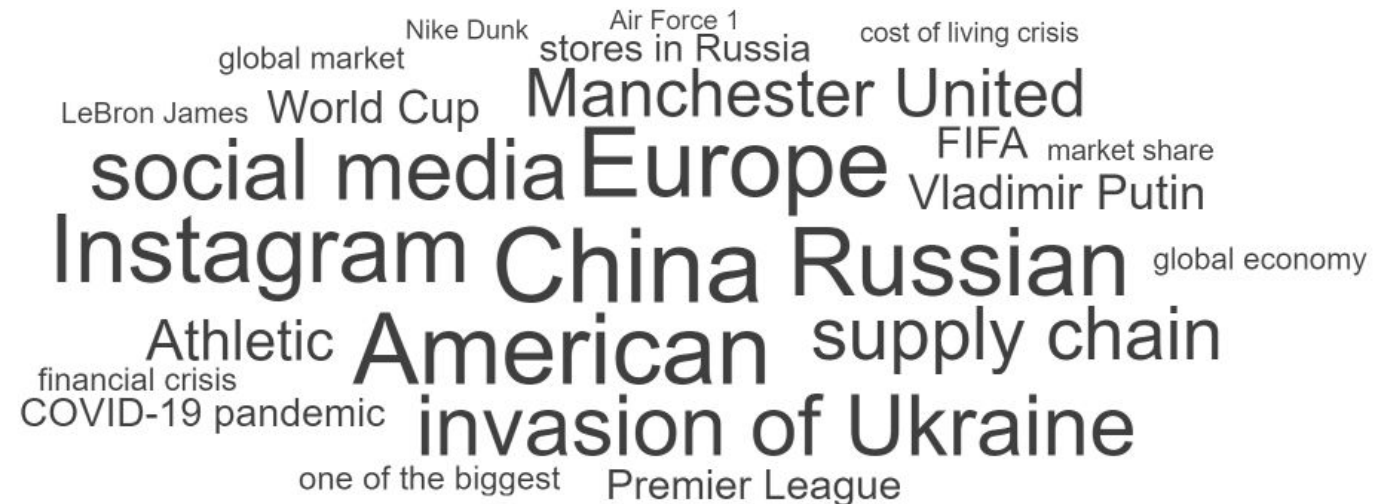 Nike Dunk
Air Force 1
cost of living crisis
global market
stores in Russia
LeBron James
World Cup
Manchester United
social media
Europe
FIFA
market share
Vladimir Putin
Instagram
China
Russian
global economy
Athletic
American
supply chain
financial crisis
COVID-19 pandemic
invasion of Ukraine
one of the biggest
Premier League